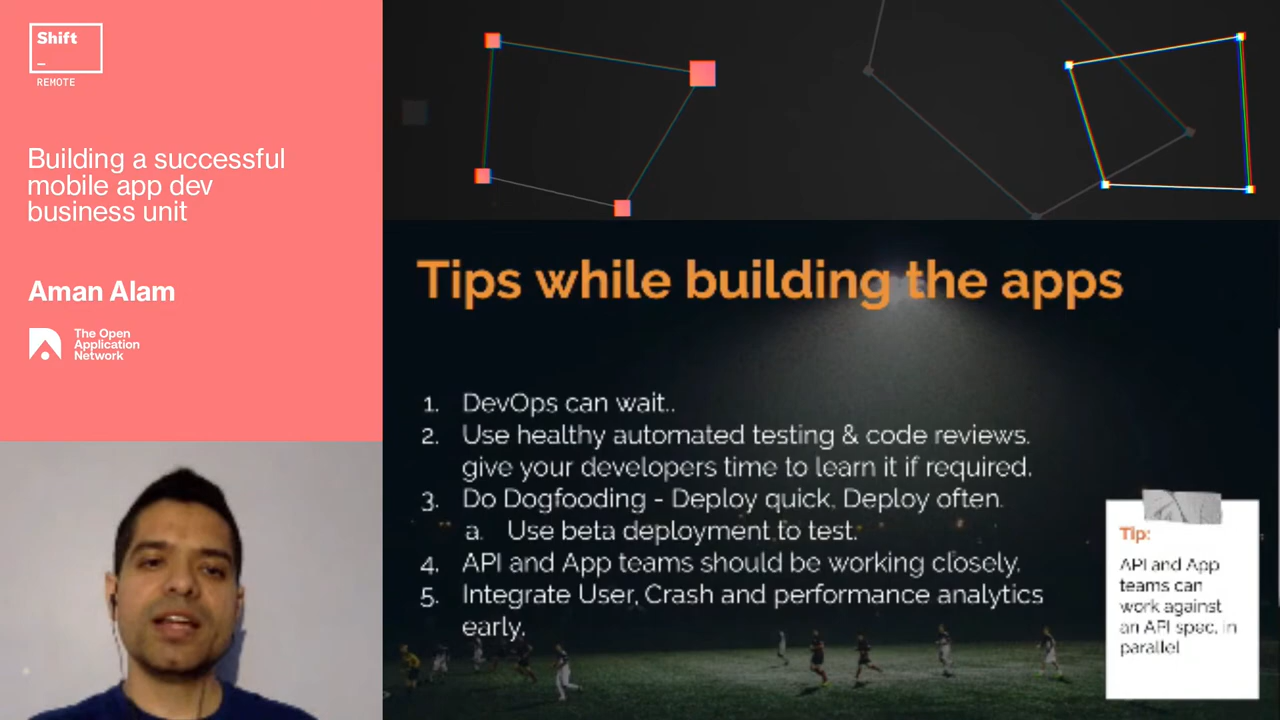 Shift
_
REMOTE
Building a successful
mobile app dev
business unit
Aman Alam
The Open
Application
Network
Tips while building the apps
1. DevOps can wait..
2. Use healthy automated testing & code reviews.
give your developers time to learn it if required.
3. Do Dogfooding - Deploy quick, Deploy often.
a. Use beta deployment to test.
4. API and App teams should be working closely.
5. Integrate User, Crash and performance analytics
early.
Tip:
API and App
teams can
work against
an API spec, in
parallel